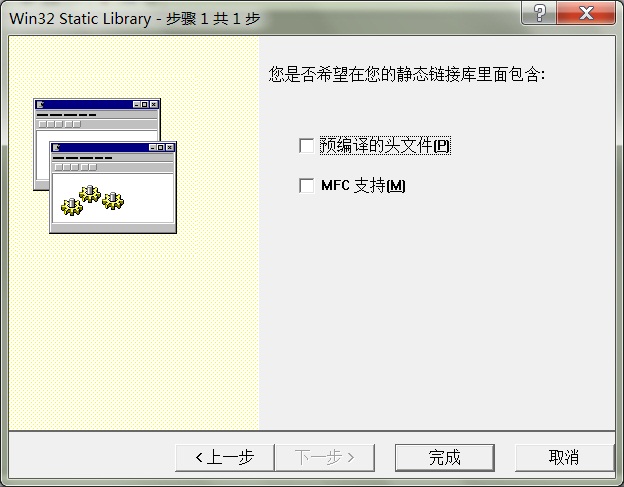 Win32 Static Library - 步骤 1 共 1 步
您是否希望在您的静态链接库里面包含:
预编译的头文件(P)
MFC 支持(M)
< 上一步
下一步 >
完成
取消